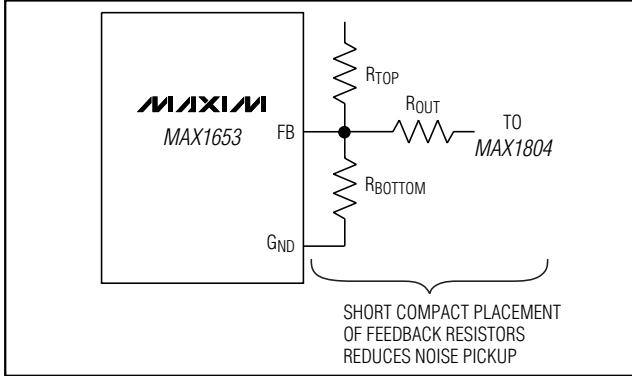 RTOP
MAXIM
ROUT
MAX1653
FB
TO
MAX1804
RBOTTOM
GND
SHORT COMPACT PLACEMENT
OF FEEDBACK RESISTORS
REDUCES NOISE PICKUP